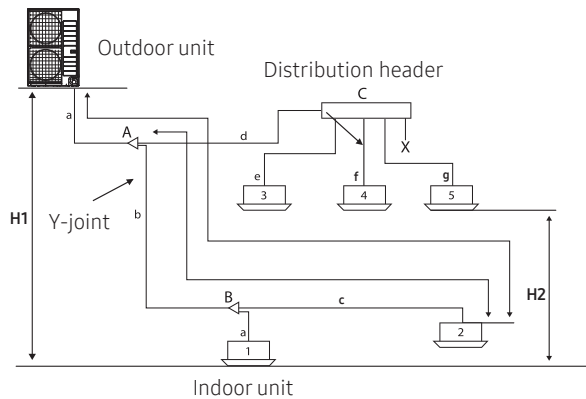 Outdoor unit
Distribution header
C
a
A
d
X
e
f
g
3
4
5
H1
Y-joint
b
H2
B
c
a
1
2
Indoor unit